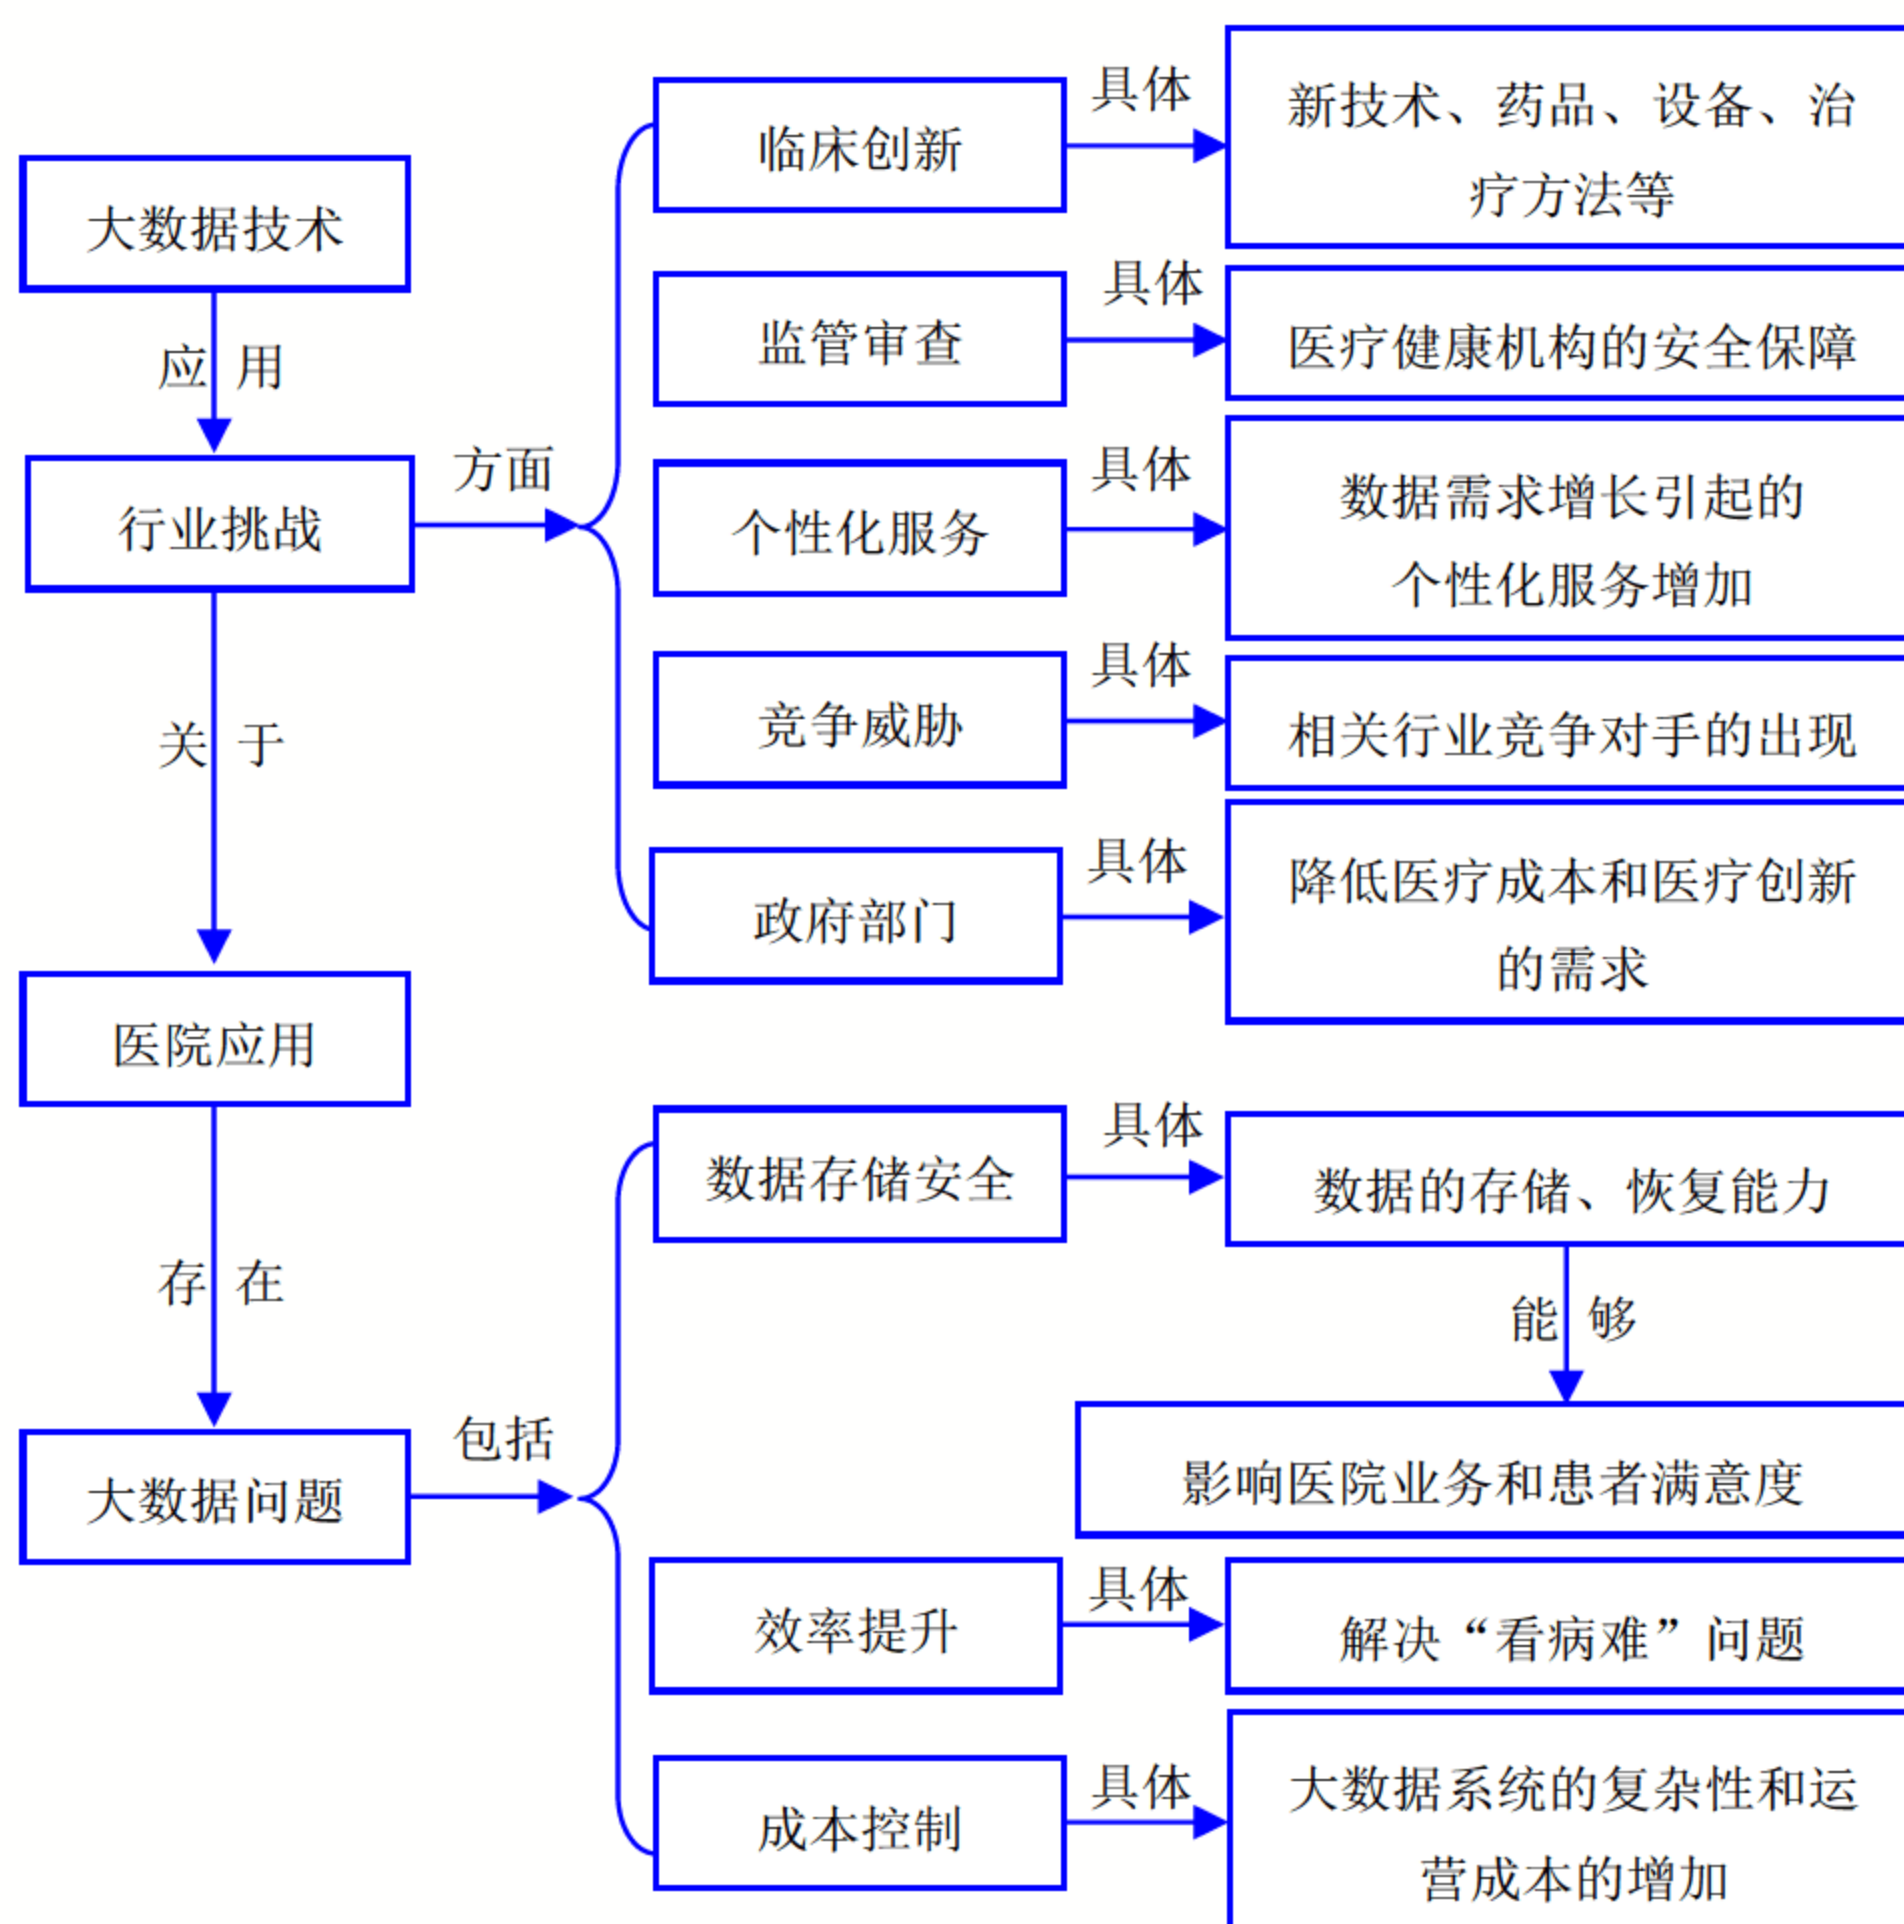 大数据技术
应用
行业挑战
方面
临床创新
具体
新技术、药品、设备、治
疗方法等
监管审查
具体
医疗健康机构的安全保障
个性化服务
具体
数据需求增长引起的
个性化服务增加
竞争威胁
具体
相关行业竞争对手的出现
政府部门
具体
降低医疗成本和医疗创新
的需求
关于
医院应用
存在
大数据问题
包括
数据存储安全
具体
数据的存储、恢复能力
能够
影响医院业务和患者满意度
效率提升
具体
解决“看病难”问题
成本控制
具体
大数据系统的复杂性和运
营成本的增加